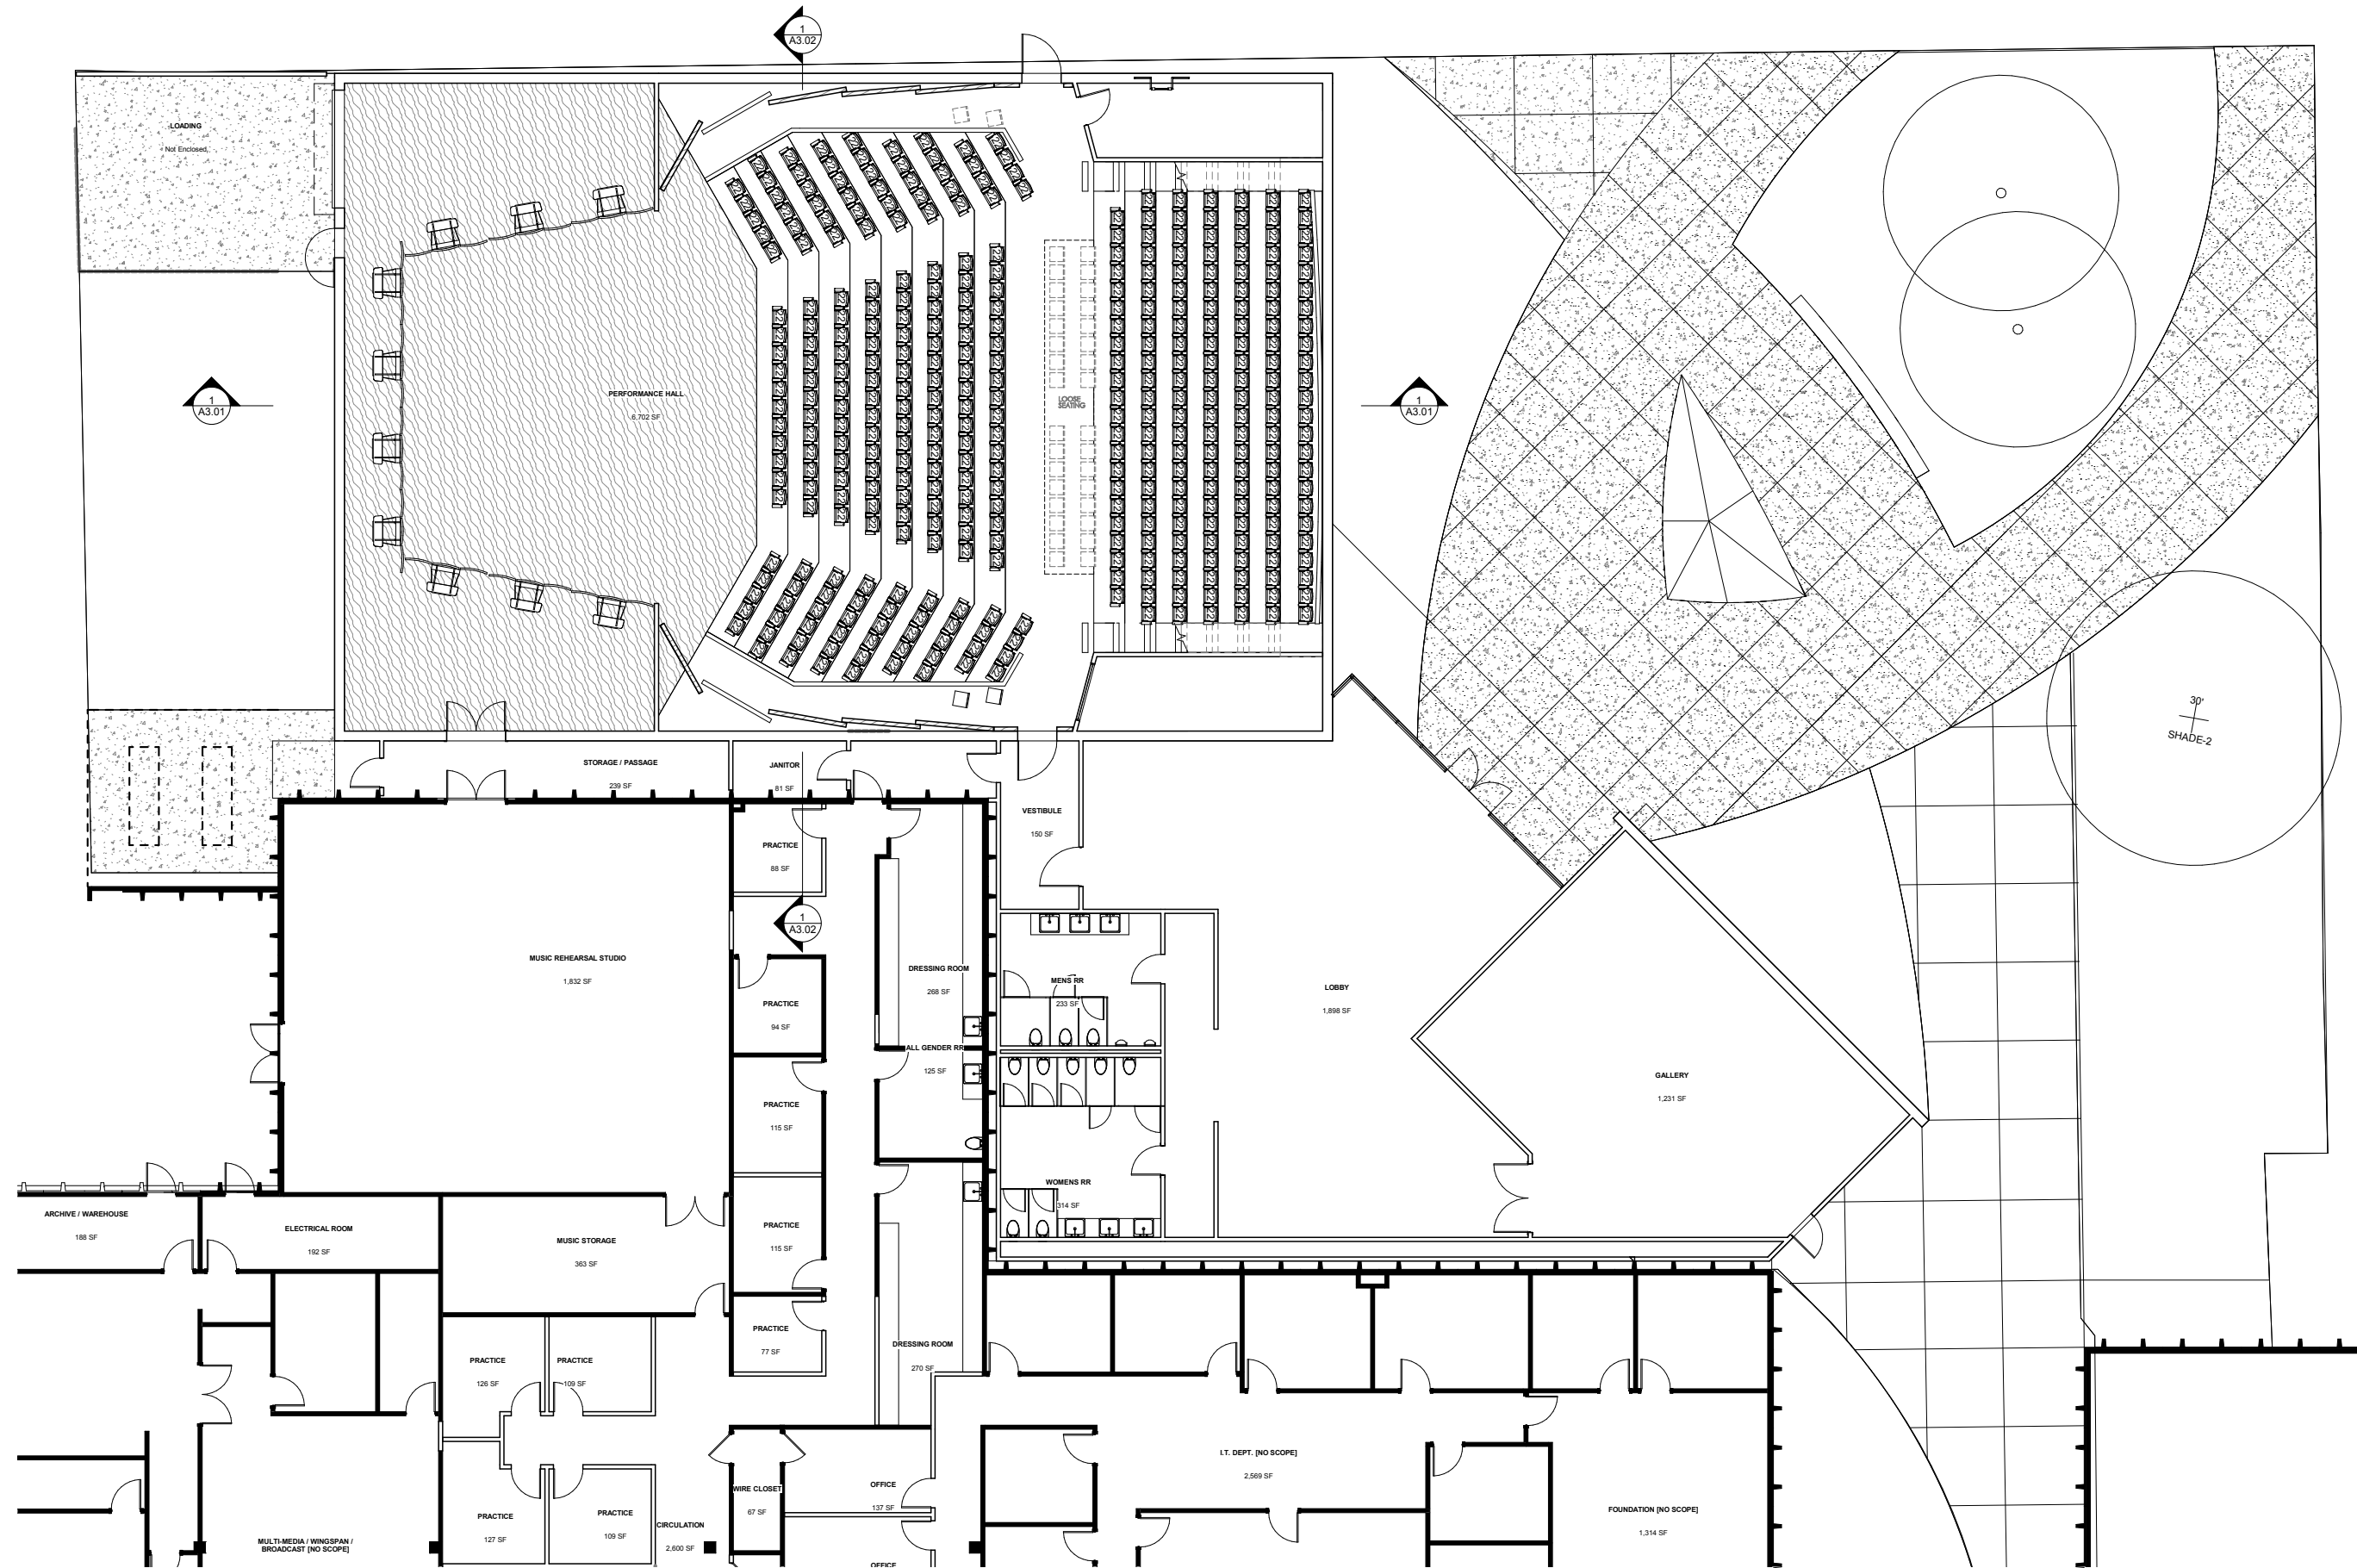 1
A3.02
LOADING
Not Enclosed
1
A3.01
PERFORMANCE HALL
6,702 SF
LOOSE
SEATING
1
A3.01
30'
SHADE-2
STORAGE / PASSAGE
239 SF
JANITOR
81 SF
VESTIBULE
150 SF
PRACTICE
88 SF
1
A3.02
MUSIC REHEARSAL STUDIO
1,832 SF
PRACTICE
94 SF
DRESSING ROOM
268 SF
MENS RR
233 SF
LOBBY
1,898 SF
ALL GENDER RR
125 SF
GALLERY
1,231 SF
PRACTICE
115 SF
WOMENS RR
314 SF
ARCHIVE / WAREHOUSE
188 SF
ELECTRICAL ROOM
192 SF
MUSIC STORAGE
363 SF
PRACTICE
115 SF
PRACTICE
77 SF
DRESSING ROOM
270 SF
PRACTICE
126 SF
PRACTICE
109 SF
I.T. DEPT. [NO SCOPE]
2,569 SF
WIRE CLOSET
67 SF
OFFICE
137 SF
PRACTICE
127 SF
PRACTICE
109 SF
CIRCULATION
2,600 SF
FOUNDATION [NO SCOPE]
1,314 SF
MULTI-MEDIA / WINGSPAN /
BROADCAST [NO SCOPE]
OFFICE